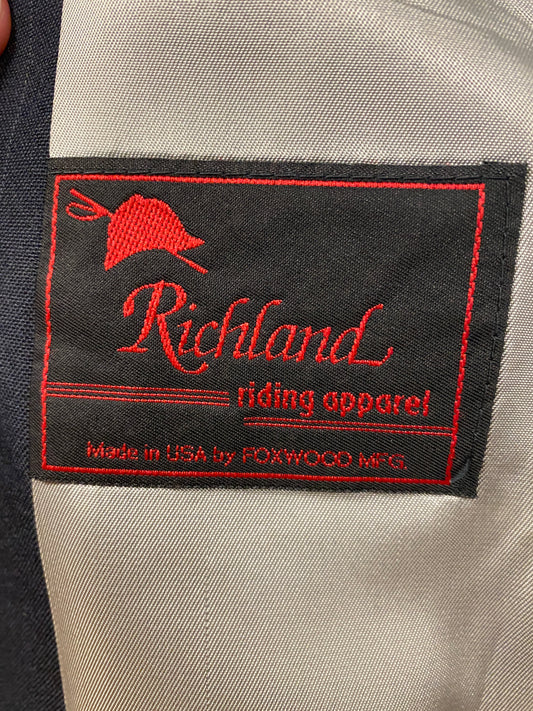 Richland
riding apparel
Made in USA by FOXWOOD MFG.